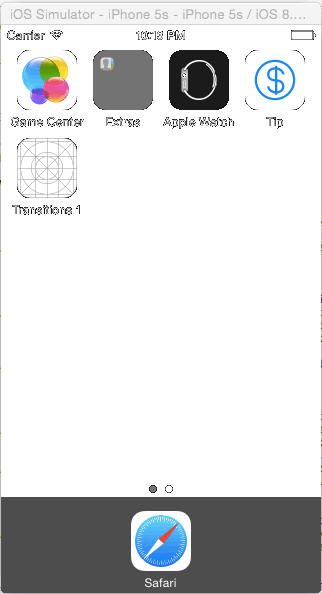 iOS Simulator - iPhone 5s - iPhone 5s / iOS 8....
Carrier 10:18 PM
Game Center Extras Apple Watch Tip
Transitions 1
Safari